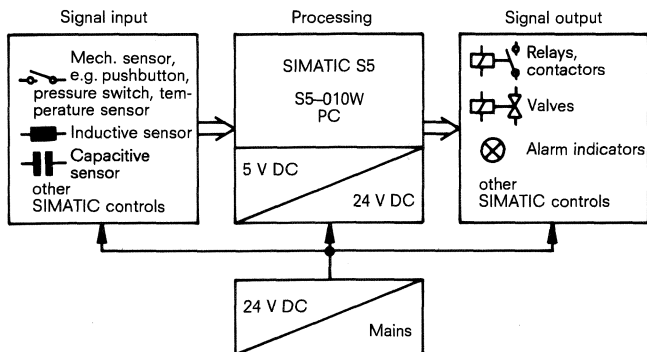 Signal input
Processing
Signal output
Mech. sensor,
e.g. pushbutton,
pressure switch, tem-
perature sensor
Inductive sensor
Capacitive
sensor
other
SIMATIC controls
SIMATIC S5
S5–010W
PC
5 V DC
24 V DC
Relays,
contactors
Valves
Alarm indicators
other
SIMATIC controls
24 V DC
Mains